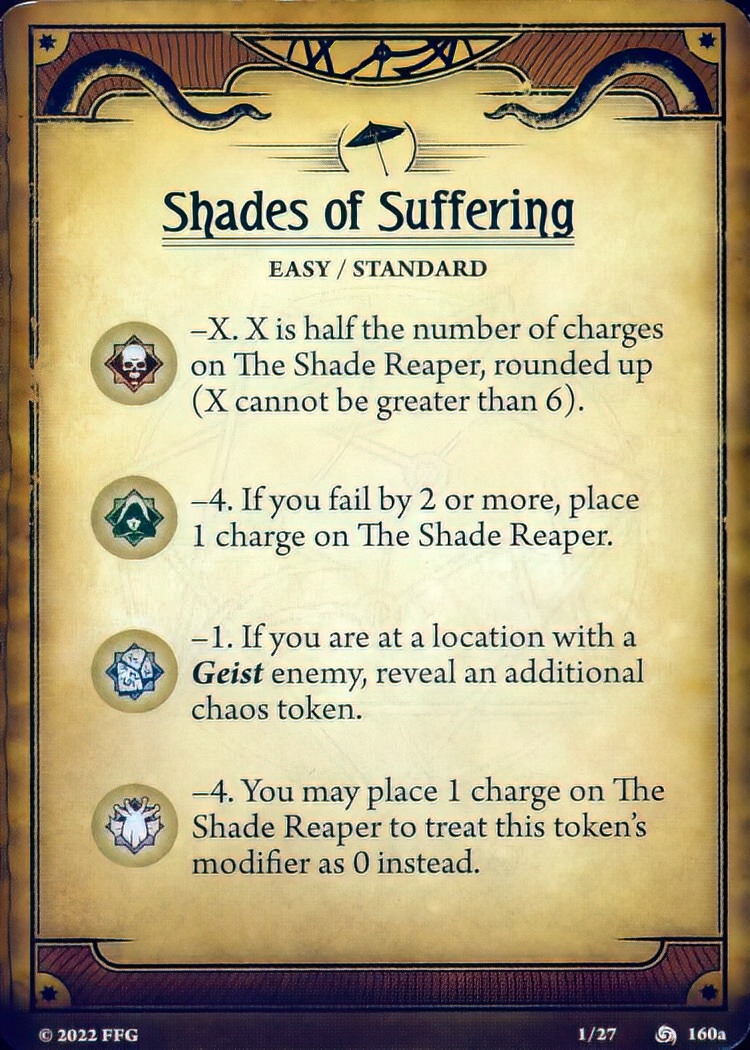 Shades of Suffering
EASY / STANDARD
–X. X is half the number of charges
on The Shade Reaper, rounded up
(X cannot be greater than 6).
–4. If you fail by 2 or more, place
1 charge on The Shade Reaper.
–1. If you are at a location with a
Geist enemy, reveal an additional
chaos token.
–4. You may place 1 charge on The
Shade Reaper to treat this token's
modifier as 0 instead.
© 2022 FFG 1/27 160a